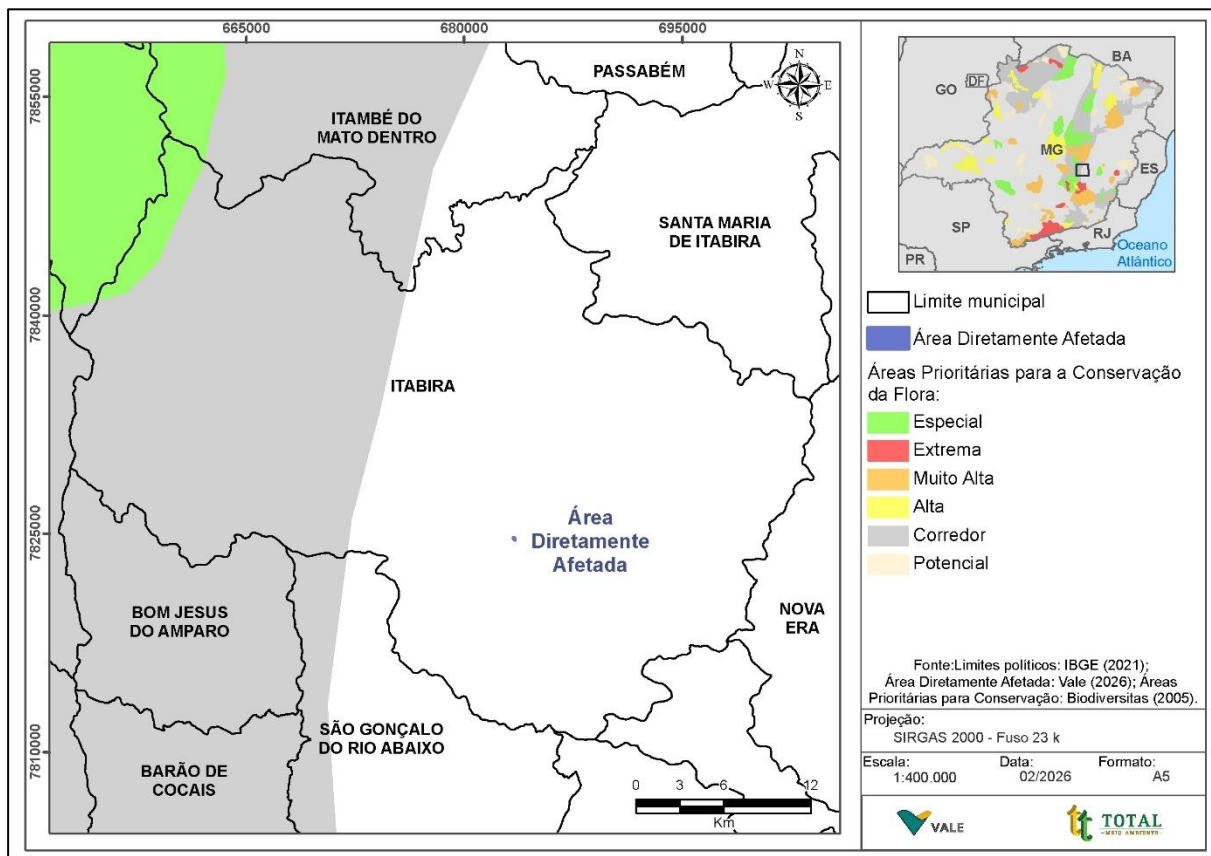 665000
680000
695000
7855000
7840000
7825000
7810000
PASSABÉM
N
W
E
S
ITAMBÉ DO
MATO DENTRO
SANTA MARIA
DE ITABIRA
ITABIRA
Área
Diretamente
Afetada
BOM JESUS
DO AMPARO
NOVA
ERA
SÃO GONÇALO
DO RIO ABAIXO
BARÃO DE
COCAIS
0 3 6 12
Km
BA
GO
DF
MG
ES
SP
RJ
PR
Oceano
Atlântico
Limite municipal
Área Diretamente Afetada
Áreas Prioritárias para a Conservação
da Flora:
Especial
Extrema
Muito Alta
Alta
Corredor
Potencial
Fonte:Limites políticos: IBGE (2021);
Área Diretamente Afetada: Vale (2026); Áreas
Prioritárias para Conservação: Biodiversitas (2005).
Projeção:
SIRGAS 2000 - Fuso 23 k
Escala: Data: Formato:
1:400.000 02/2026 A5
VALE
tt TOTAL
MEIO AMBIENTE